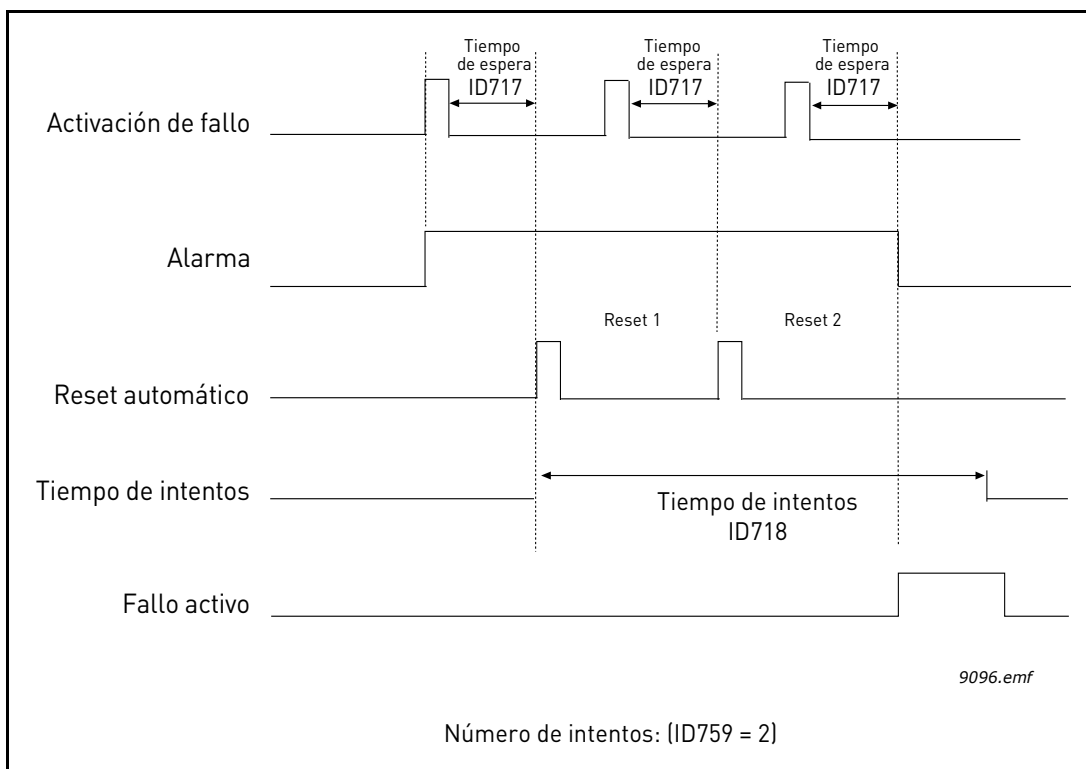 Tiempo
de espera
ID717
Tiempo
de espera
ID717
Tiempo
de espera
ID717
Activación de fallo
Alarma
Reset 1
Reset 2
Reset automático
Tiempo de intentos
Tiempo de intentos
ID718
Fallo activo
9096.emf
Número de intentos: (ID759 = 2)